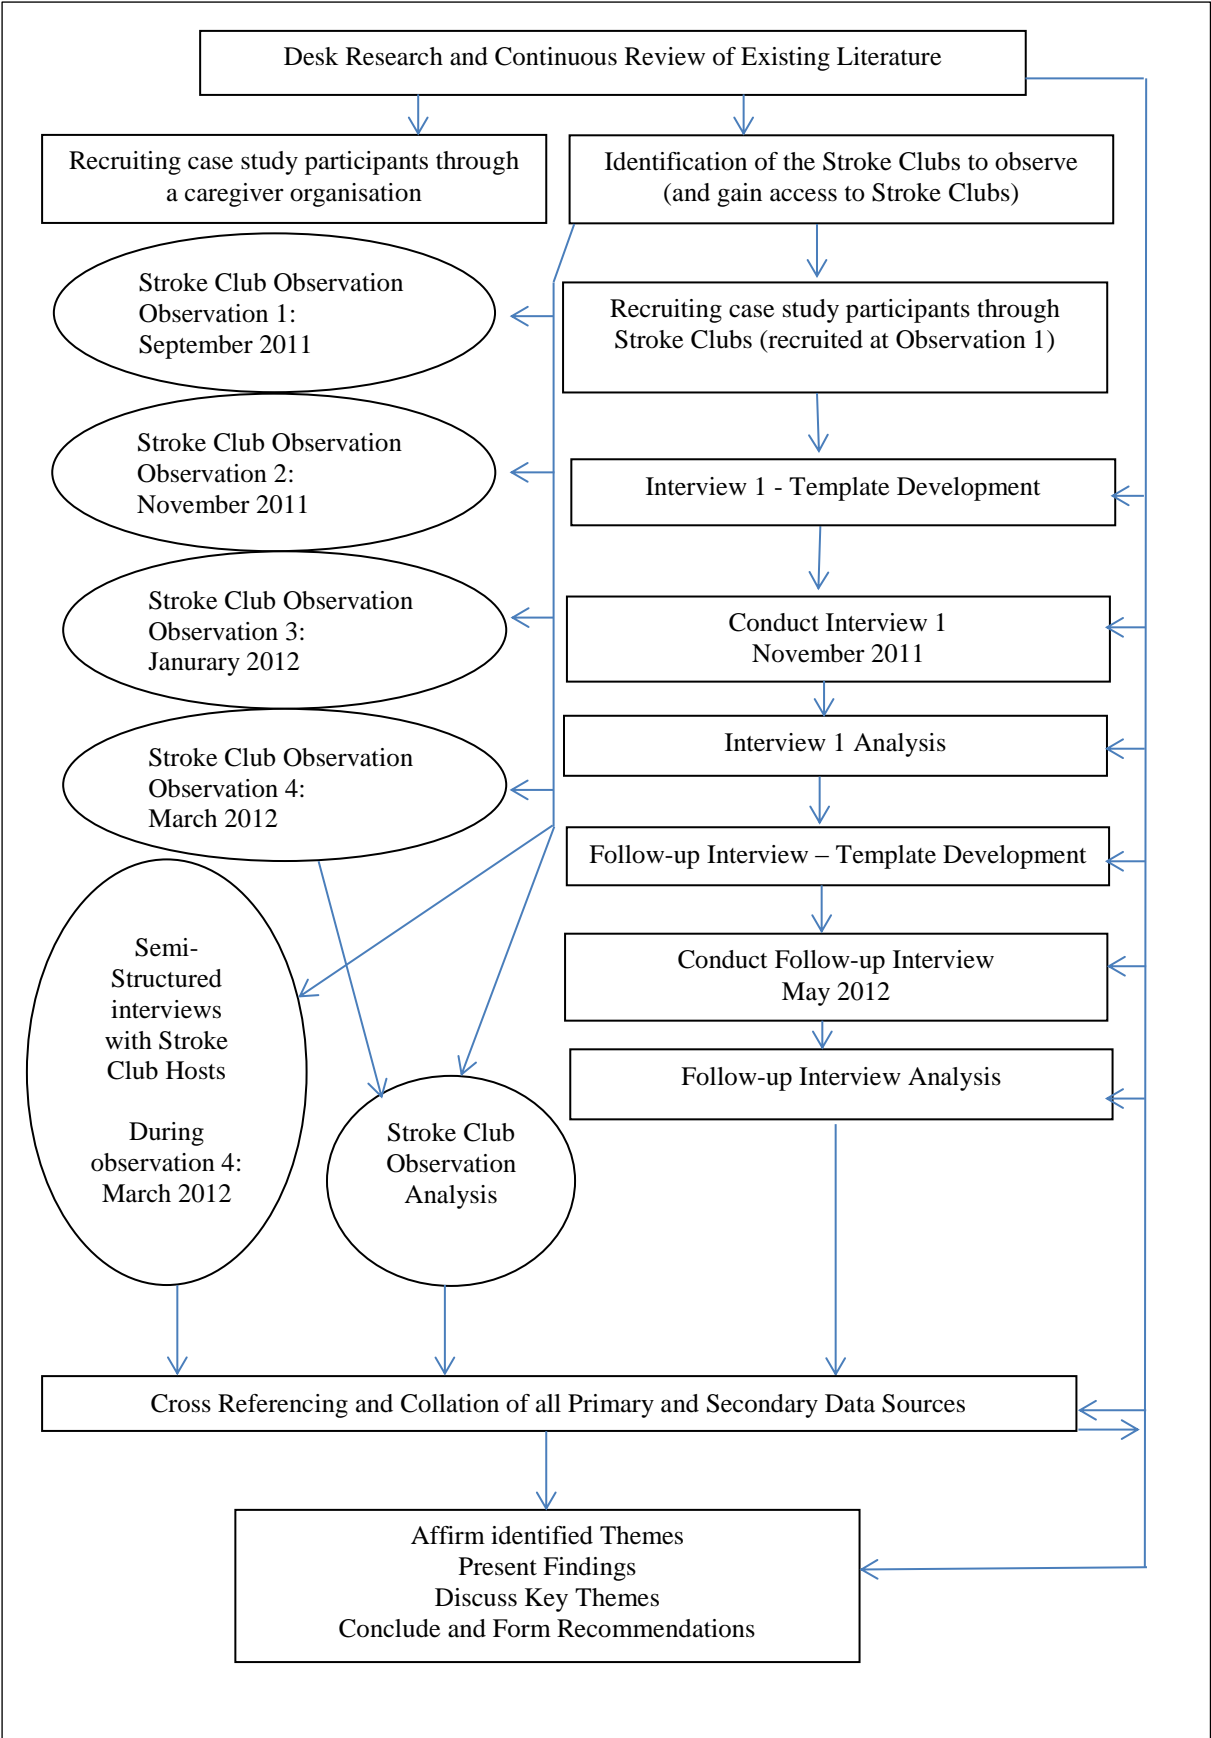 Desk Research and Continuous Review of Existing Literature
Recruiting case study participants through
a caregiver organisation
Identification of the Stroke Clubs to observe
(and gain access to Stroke Clubs)
Stroke Club Observation
Observation 1:
September 2011
Recruiting case study participants through
Stroke Clubs (recruited at Observation 1)
Stroke Club Observation
Observation 2:
November 2011
Interview 1 - Template Development
Stroke Club Observation
Observation 3:
Janurary 2012
Conduct Interview 1
November 2011
Interview 1 Analysis
Stroke Club Observation
Observation 4:
March 2012
Follow-up Interview – Template Development
Conduct Follow-up Interview
May 2012
Follow-up Interview Analysis
Semi-
Structured
interviews
with Stroke
Club Hosts
During
observation 4:
March 2012
Stroke Club
Observation
Analysis
Cross Referencing and Collation of all Primary and Secondary Data Sources
Affirm identified Themes
Present Findings
Discuss Key Themes
Conclude and Form Recommendations